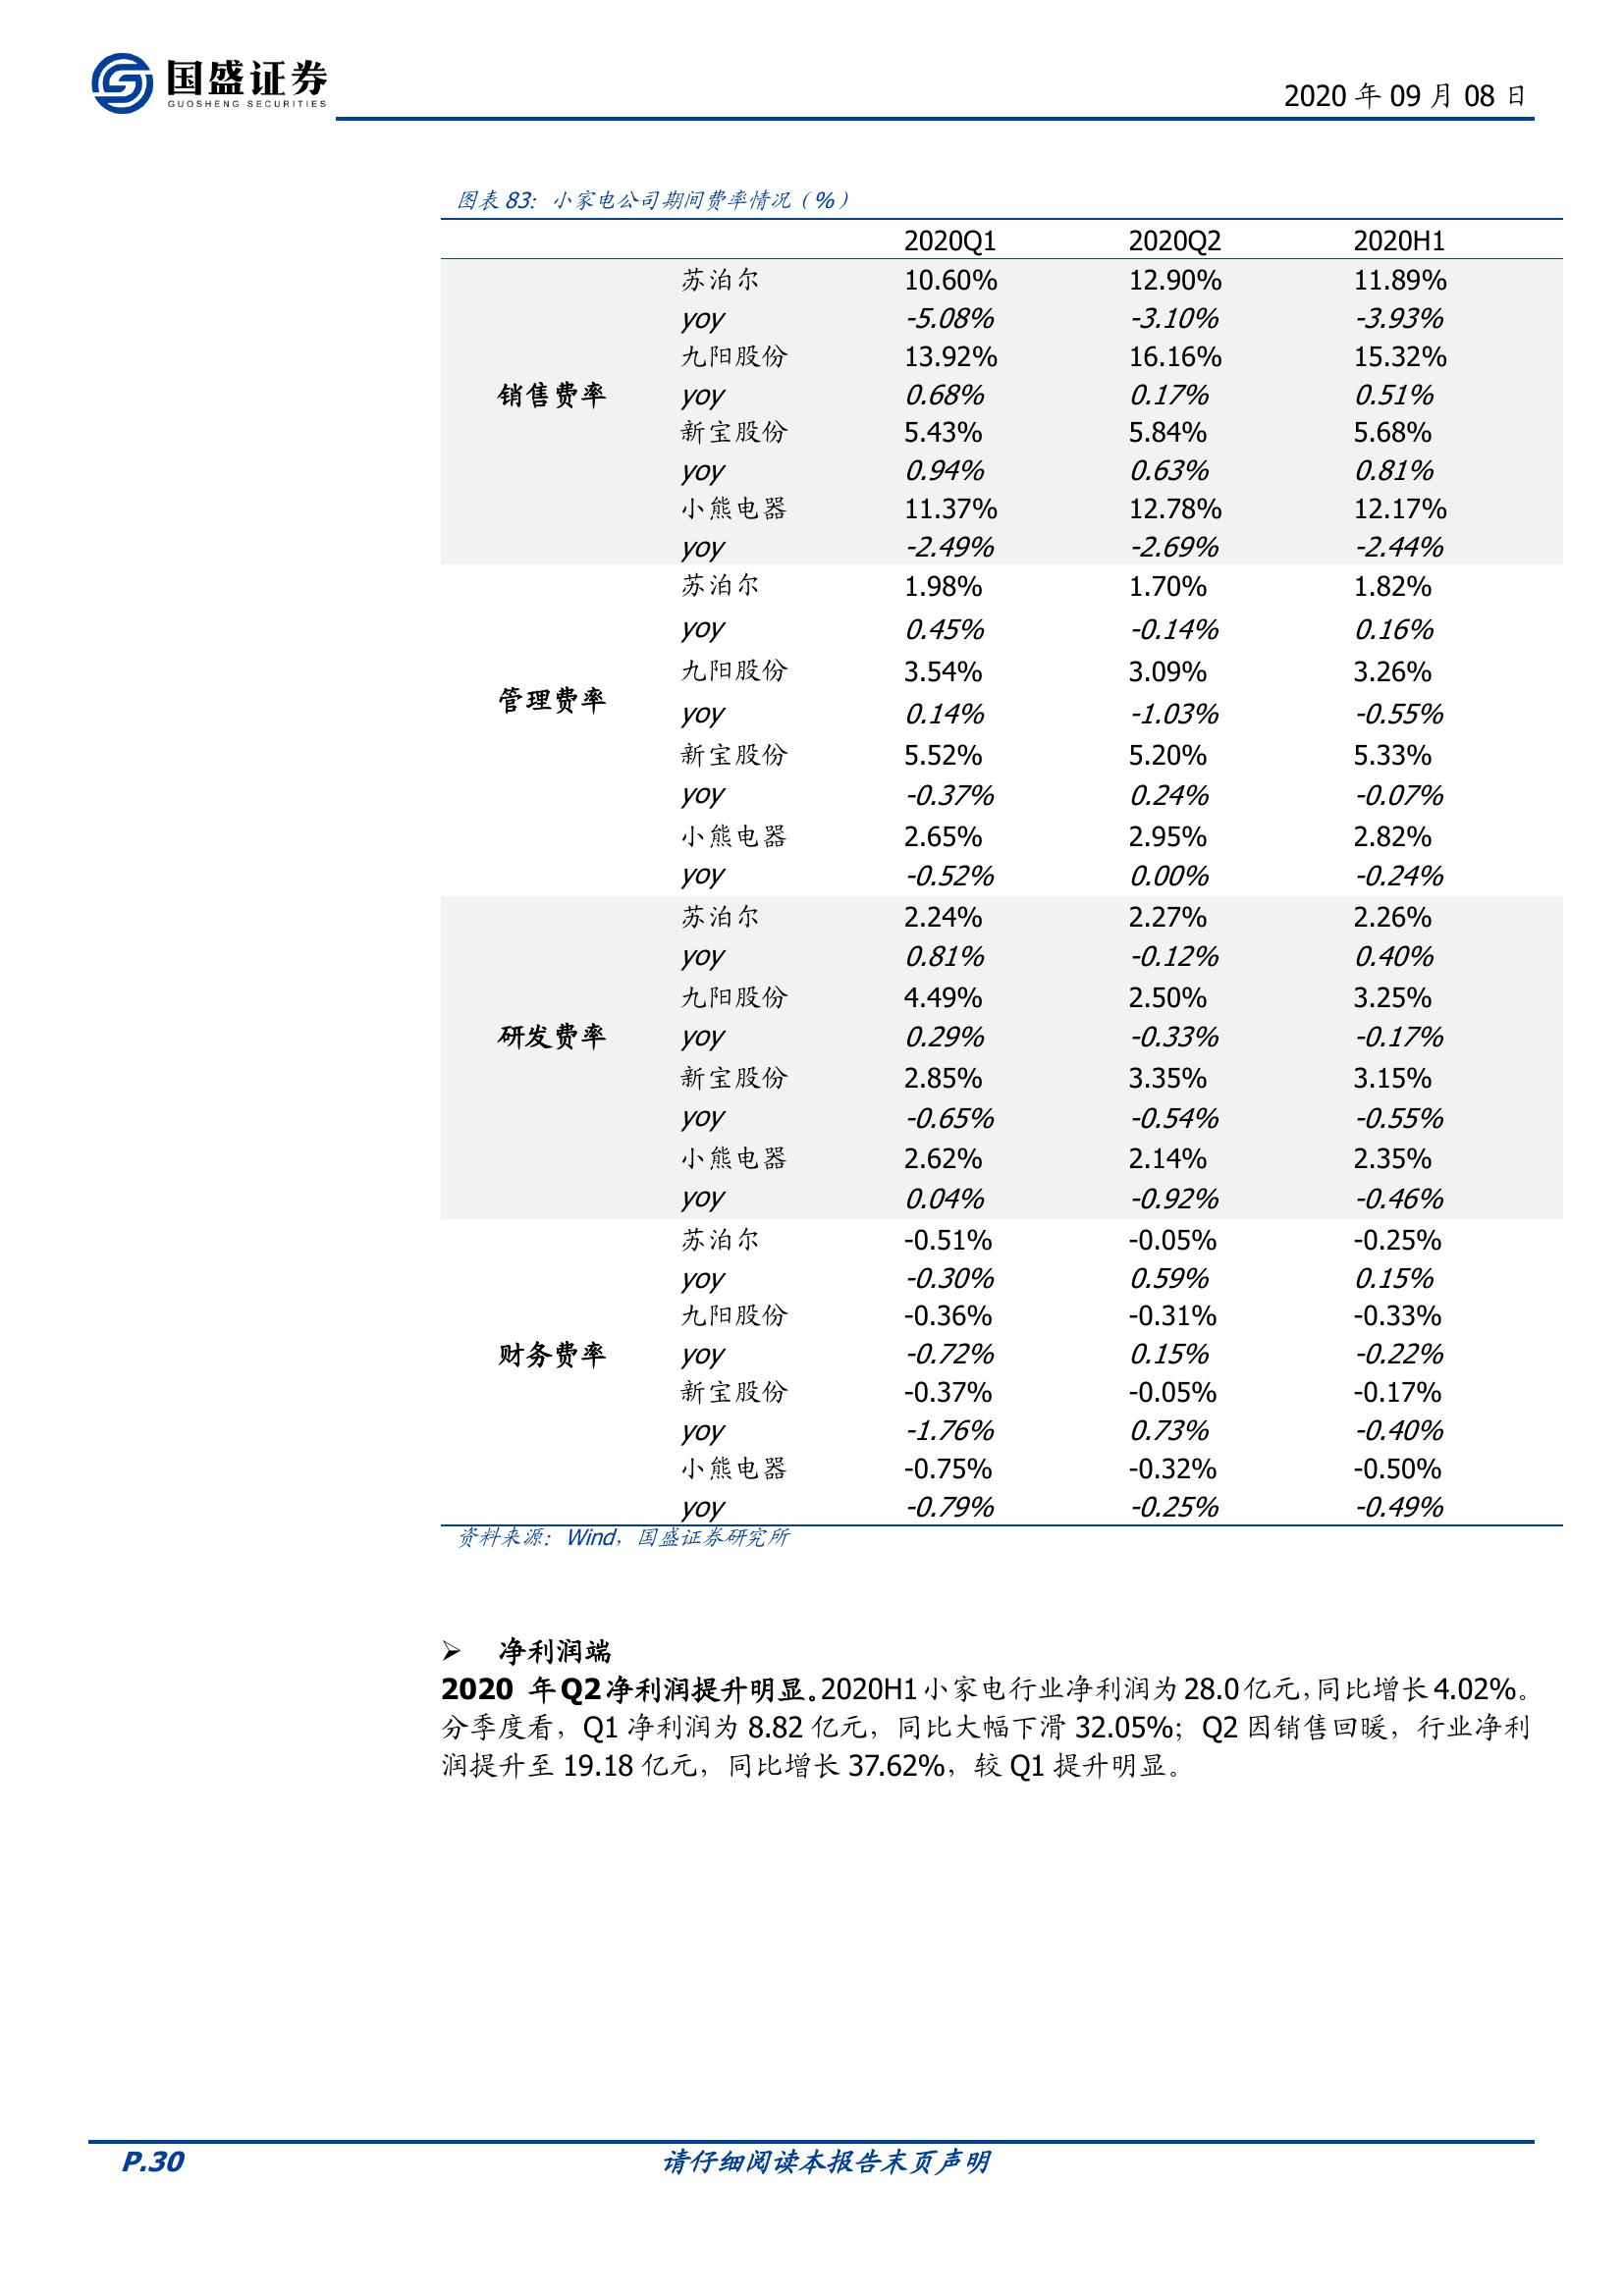 国盛证券
GUOSHENG SECURITIES
2020 年 09 月 08 日
图表 83：小家电公司期间费率情况（%）
2020Q1 2020Q2 2020H1
苏泊尔 10.60% 12.90% 11.89%
yoy -5.08% -3.10% -3.93%
九阳股份 13.92% 16.16% 15.32%
销售费率 yoy 0.68% 0.17% 0.51%
新宝股份 5.43% 5.84% 5.68%
yoy 0.94% 0.63% 0.81%
小熊电器 11.37% 12.78% 12.17%
yoy -2.49% -2.69% -2.44%
苏泊尔 1.98% 1.70% 1.82%
yoy 0.45% -0.14% 0.16%
九阳股份 3.54% 3.09% 3.26%
管理费率
yoy 0.14% -1.03% -0.55%
新宝股份 5.52% 5.20% 5.33%
yoy -0.37% 0.24% -0.07%
小熊电器 2.65% 2.95% 2.82%
yoy -0.52% 0.00% -0.24%
苏泊尔 2.24% 2.27% 2.26%
yoy 0.81% -0.12% 0.40%
九阳股份 4.49% 2.50% 3.25%
研发费率 yoy 0.29% -0.33% -0.17%
新宝股份 2.85% 3.35% 3.15%
yoy -0.65% -0.54% -0.55%
小熊电器 2.62% 2.14% 2.35%
yoy 0.04% -0.92% -0.46%
苏泊尔 -0.51% -0.05% -0.25%
yoy -0.30% 0.59% 0.15%
九阳股份 -0.36% -0.31% -0.33%
财务费率 yoy -0.72% 0.15% -0.22%
新宝股份 -0.37% -0.05% -0.17%
yoy -1.76% 0.73% -0.40%
小熊电器 -0.75% -0.32% -0.50%
yoy -0.79% -0.25% -0.49%
资料来源：Wind，国盛证券研究所
➢ 净利润端
2020 年 Q2 净利润提升明显。2020H1 小家电行业净利润为 28.0 亿元，同比增长 4.02%。
分季度看，Q1 净利润为 8.82 亿元，同比大幅下滑 32.05%；Q2 因销售回暖，行业净利
润提升至 19.18 亿元，同比增长 37.62%，较 Q1 提升明显。
P.30 请仔细阅读本报告末页声明